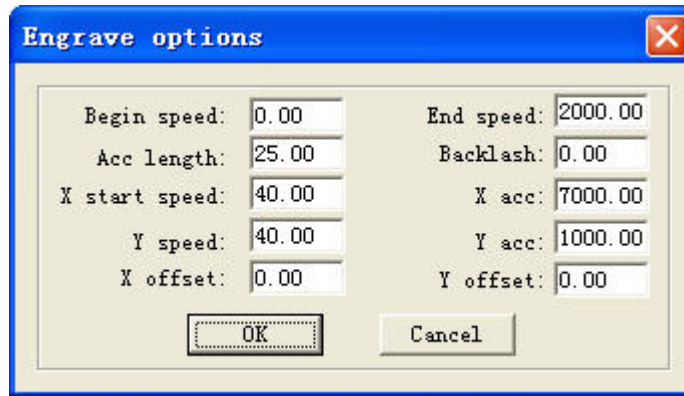 Engrave options
Begin speed: 0.00 End speed: 2000.00
Acc length: 25.00 Backlash: 0.00
X start speed: 40.00 X acc: 7000.00
Y speed: 40.00 Y acc: 1000.00
X offset: 0.00 Y offset: 0.00
OK Cancel